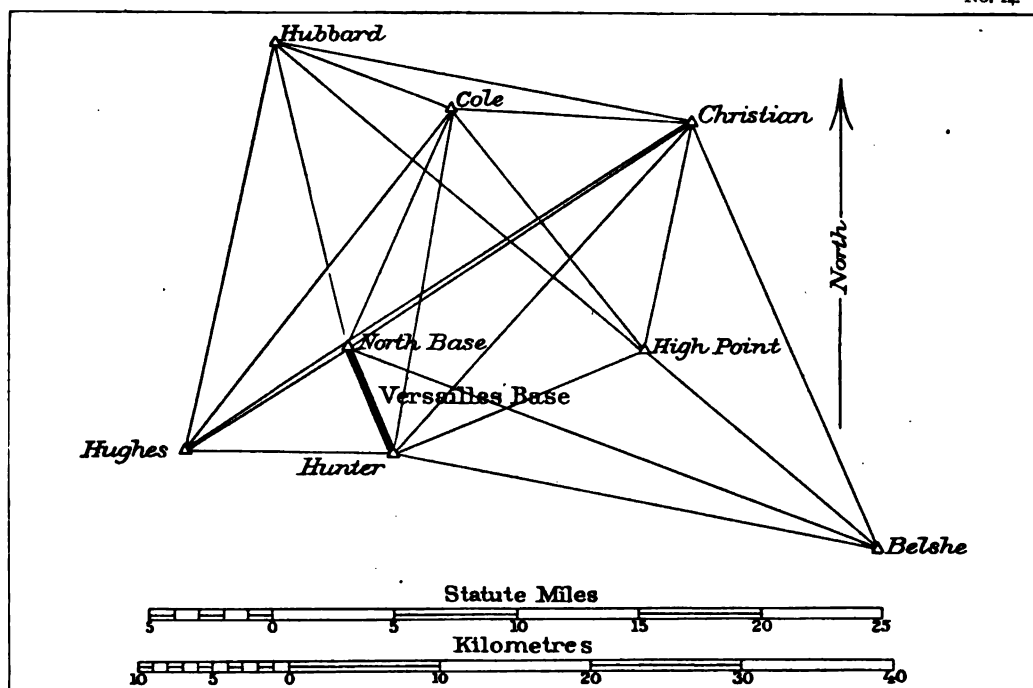 Hubbard
Cole
Christian
North
North Base
High Point
Versailles Base
Hughes
Hunter
Belshe
Statute Miles
5 0 5 10 15 20 25
Kilometres
10 5 0 10 20 30 40